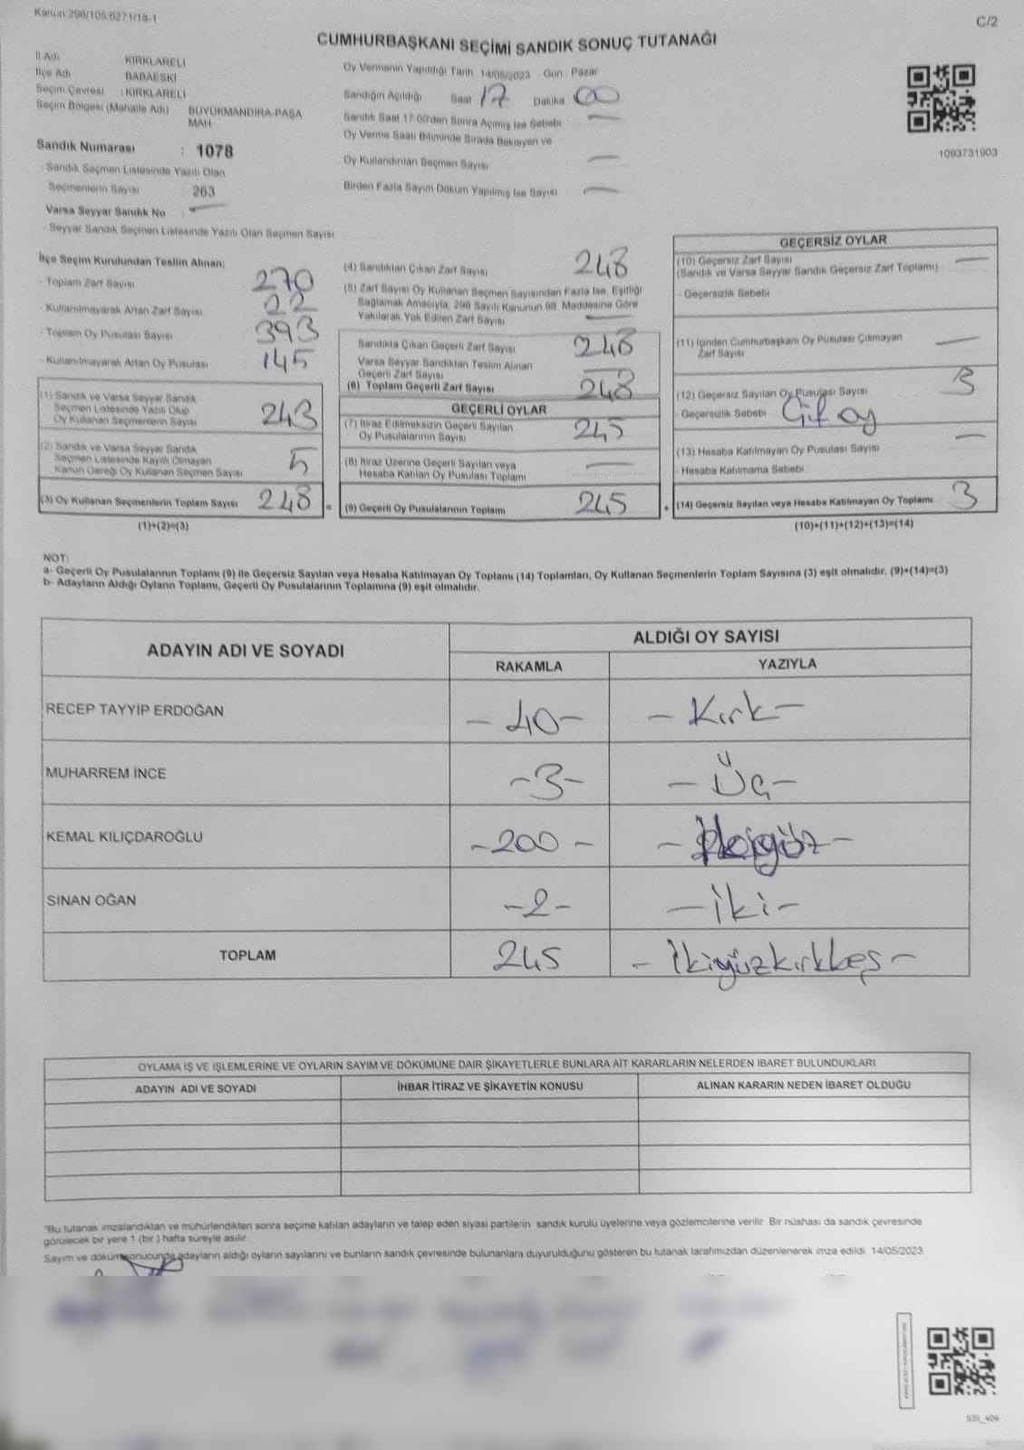 Kanun:298/105,6271/18-1
C/2
CUMHURBAŞKANI SEÇİMİ SANDIK SONUÇ TUTANAĞI
İl Adı : KIRKLARELİ
İlçe Adı : BABAESKİ
Seçim Çevresi : KIRKLARELİ
Seçim Bölgesi (Mahalle Adı) : BÜYÜKMANDIRA-PAŞA MAH.
Sandık Numarası : 1078
- Sandık Seçmen Listesinde Yazılı Olan
Seçmenlerin Sayısı : 263
Varsa Seyyar Sandık No : —
- Seyyar Sandık Seçmen Listesinde Yazılı Olan Seçmen Sayısı
Oy Vermenin Yapıldığı Tarih 14/05/2023 Gün: Pazar
Sandığın Açıldığı Saat 17 Dakika 00
Sandık Saat 17:00'den Sonra Açılmış İse Sebebi —
Oy Verme Saati Bitiminde Sırada Bekleyen ve
Oy Kullandırılan Seçmen Sayısı —
Birden Fazla Sayım Döküm Yapılmış İse Sayısı —
1093731903
İlçe Seçim Kurulundan Teslim Alınan:
- Toplam Zarf Sayısı 270
- Kullanılmayarak Artan Zarf Sayısı 22
- Toplam Oy Pusulası Sayısı 393
- Kullanılmayarak Artan Oy Pusulası 145
(1) Sandık ve Varsa Seyyar Sandık
Seçmen Listesinde Yazılı Olup
Oy Kullanan Seçmenlerin Sayısı 243
(2) Sandık ve Varsa Seyyar Sandık
Seçmen Listesinde Kayıtlı Olmayan
Kanun Gereği Oy Kullanan Seçmen Sayısı 5
(3) Oy Kullanan Seçmenlerin Toplam Sayısı 248 =
(1)+(2)=(3)
(4) Sandıktan Çıkan Zarf Sayısı 248
(5) Zarf Sayısı Oy Kullanan Seçmen Sayısından Fazla İse, Eşitliği
Sağlamak Amacıyla, 298 Sayılı Kanunun 98. Maddesine Göre
Yakılarak Yok Edilen Zarf Sayısı —
Sandıkta Çıkan Geçerli Zarf Sayısı 248
Varsa Seyyar Sandıktan Teslim Alınan
Geçerli Zarf Sayısı —
(6) Toplam Geçerli Zarf Sayısı 248
GEÇERLİ OYLAR
(7) İtiraz Edilmeksizin Geçerli Sayılan
Oy Pusulalarının Sayısı 245
(8) İtiraz Üzerine Geçerli Sayılan veya
Hesaba Katılan Oy Pusulası Toplamı —
(9) Geçerli Oy Pusulalarının Toplamı 245 +
GEÇERSİZ OYLAR
(10) Geçersiz Zarf Sayısı —
(Sandık ve Varsa Seyyar Sandık Geçersiz Zarf Toplamı)
- Geçersizlik Sebebi
(11) İçinden Cumhurbaşkanı Oy Pusulası Çıkmayan
Zarf Sayısı —
(12) Geçersiz Sayılan Oy Pusulası Sayısı 3
- Geçersizlik Sebebi Çift oy
(13) Hesaba Katılmayan Oy Pusulası Sayısı —
- Hesaba Katılmama Sebebi
(14) Geçersiz Sayılan veya Hesaba Katılmayan Oy Toplamı 3
(10)+(11)+(12)+(13)=(14)
NOT:
a- Geçerli Oy Pusulalarının Toplamı (9) ile Geçersiz Sayılan veya Hesaba Katılmayan Oy Toplamı (14) Toplamları, Oy Kullanan Seçmenlerin Toplam Sayısına (3) eşit olmalıdır. (9)+(14)=(3)
b- Adayların Aldığı Oyların Toplamı, Geçerli Oy Pusulalarının Toplamına (9) eşit olmalıdır.
ADAYIN ADI VE SOYADI
ALDIĞI OY SAYISI
RAKAMLA YAZIYLA
RECEP TAYYİP ERDOĞAN - 40 - - Kırk -
MUHARREM İNCE - 3 - - Üç -
KEMAL KILIÇDAROĞLU - 200 - - İkiyüz -
SİNAN OĞAN - 2 - - İki -
TOPLAM 245 - İkiyüzkırkbeş -
OYLAMA İŞ VE İŞLEMLERİNE VE OYLARIN SAYIM VE DÖKÜMÜNE DAİR ŞİKAYETLERLE BUNLARA AİT KARARLARIN NELERDEN İBARET BULUNDUKLARI
ADAYIN ADI VE SOYADI İHBAR İTİRAZ VE ŞİKAYETİN KONUSU ALINAN KARARIN NEDEN İBARET OLDUĞU
*Bu tutanak imzalandıktan ve mühürlendikten sonra seçime katılan adayların ve talep eden siyasi partilerin sandık kurulu üyelerine veya gözlemcilerine verilir. Bir nüshası da sandık çevresinde
görülecek bir yere 1 (bir) hafta süreyle asılır.
Sayım ve döküm sonucunda adayların aldığı oyların sayılarını ve bunların sandık çevresinde bulunanlara duyurulduğunu gösteren bu tutanak tarafımızdan düzenlenerek imza edildi. 14/05/2023